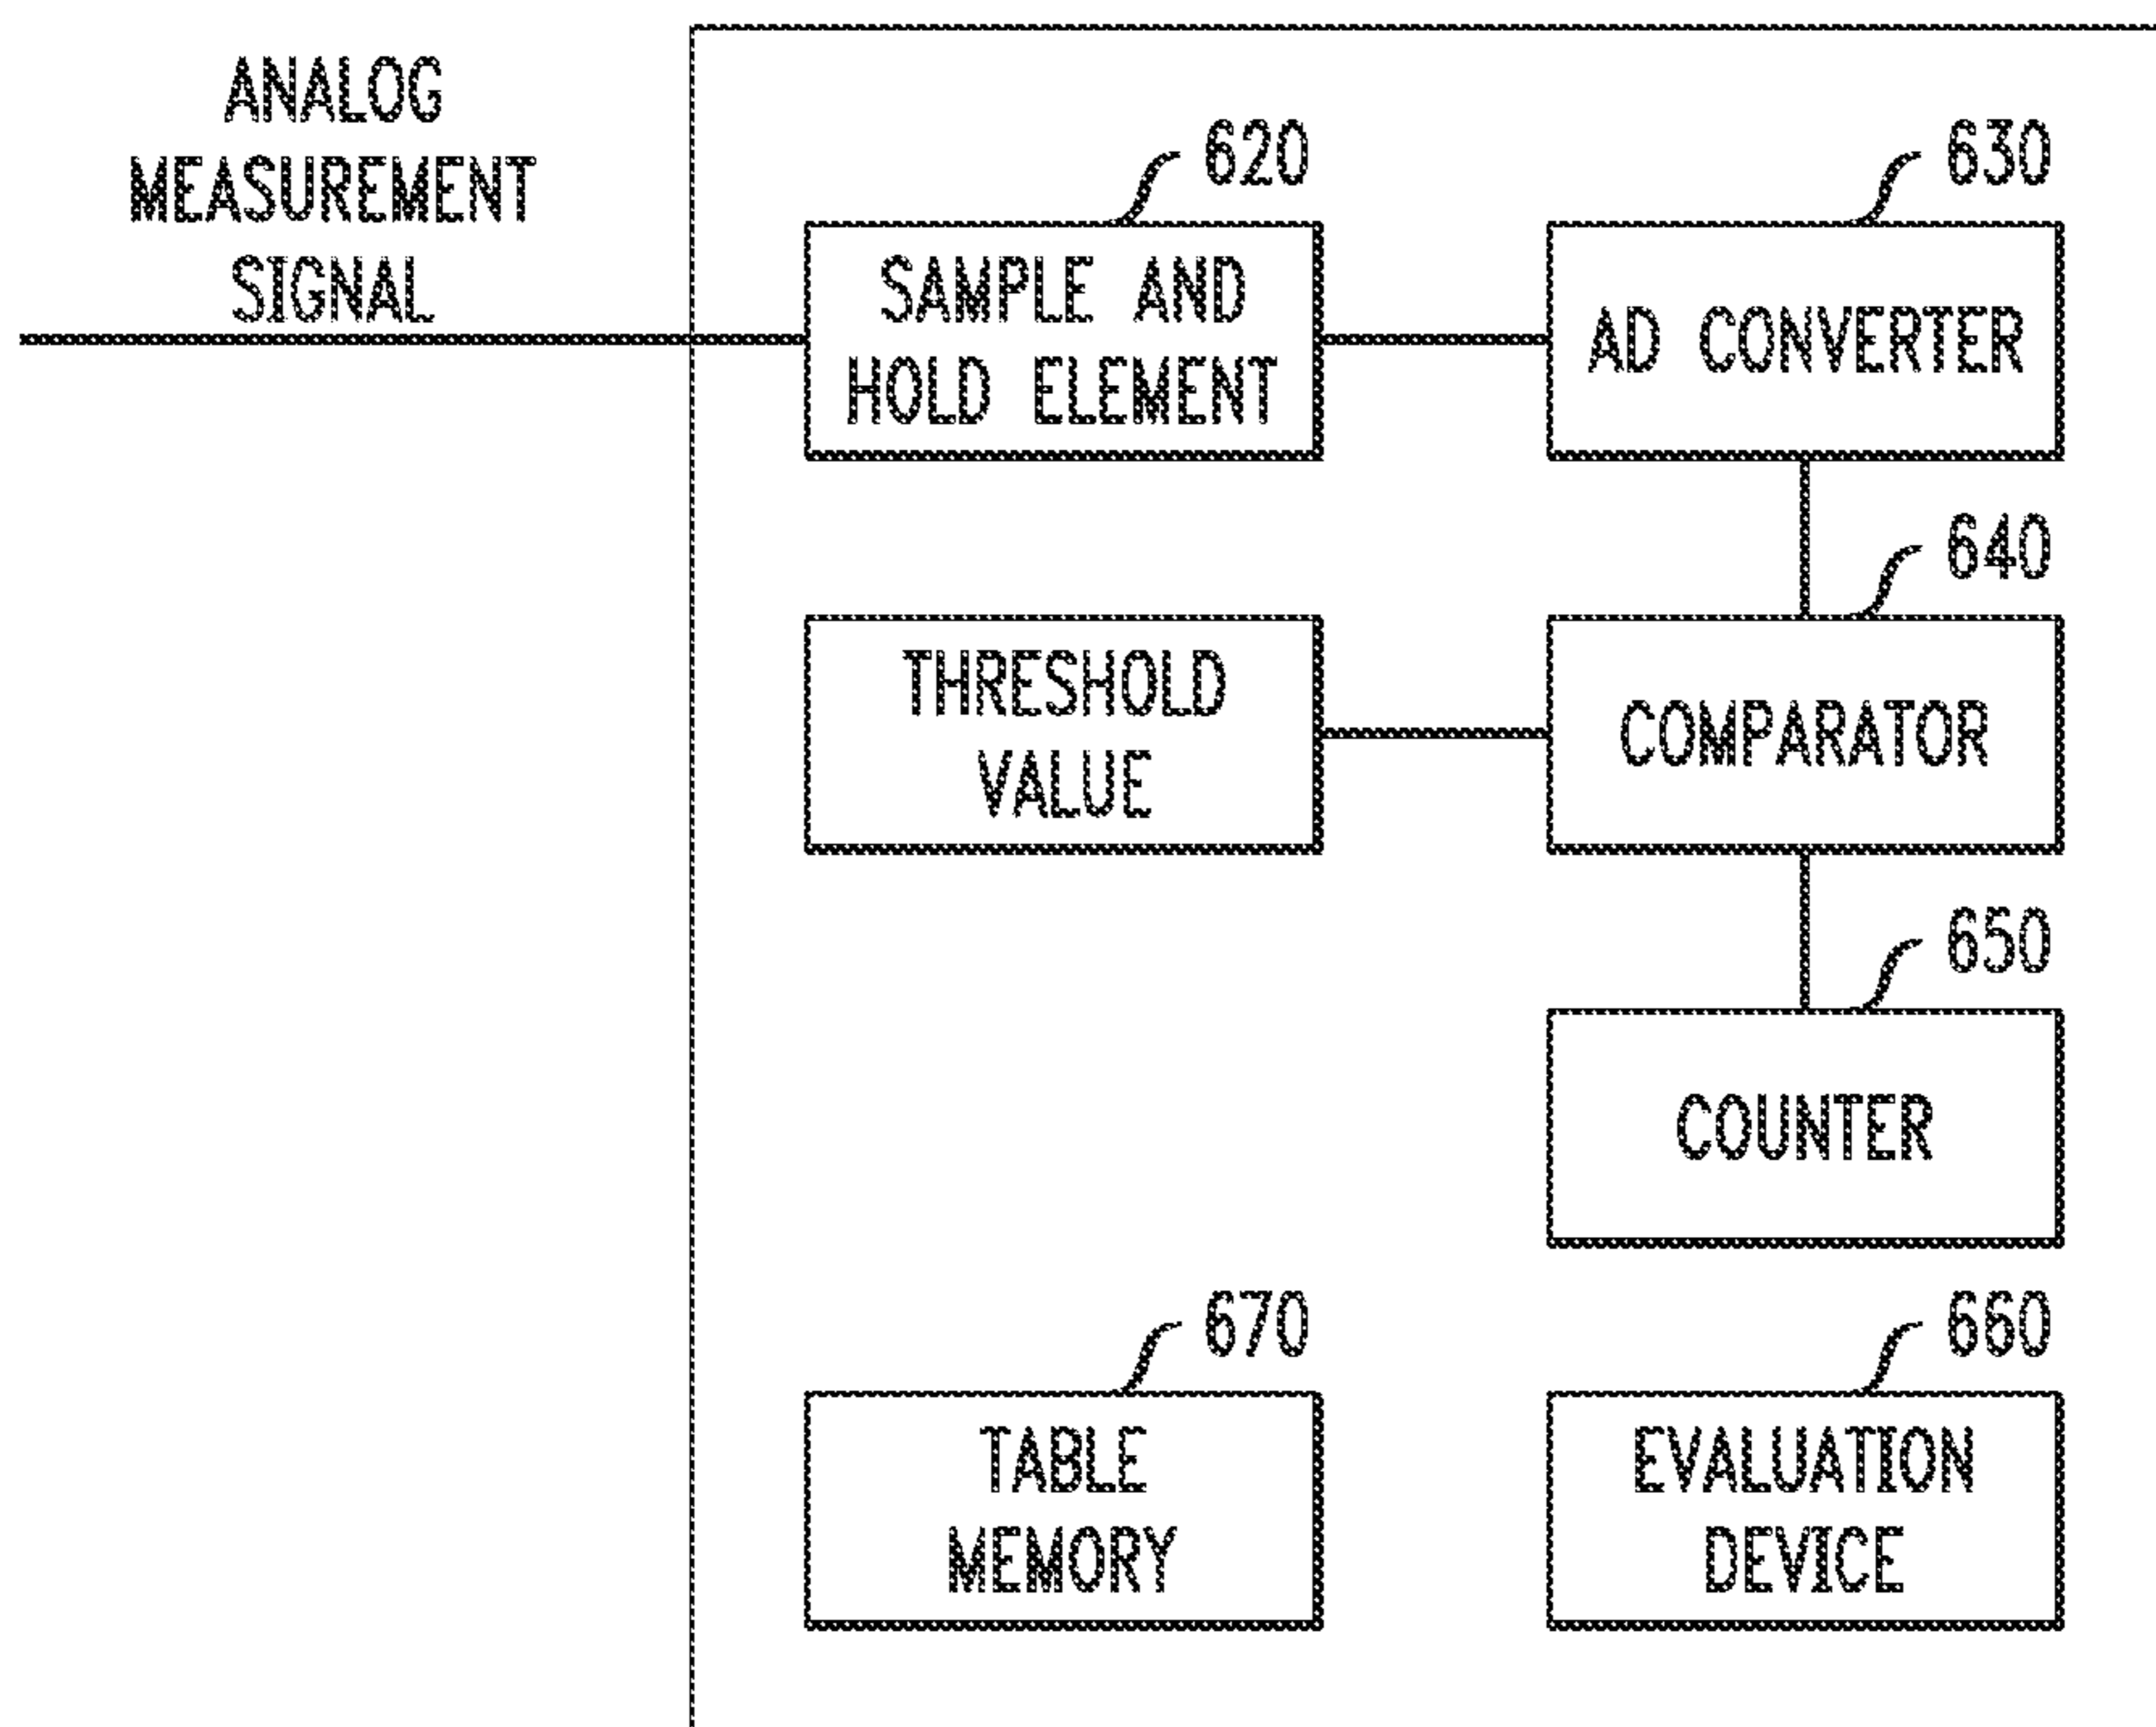 ANALOG
MEASUREMENT
SIGNAL
620
SAMPLE AND
HOLD ELEMENT
630
AD CONVERTER
640
THRESHOLD
VALUE
COMPARATOR
650
COUNTER
670
TABLE
MEMORY
660
EVALUATION
DEVICE